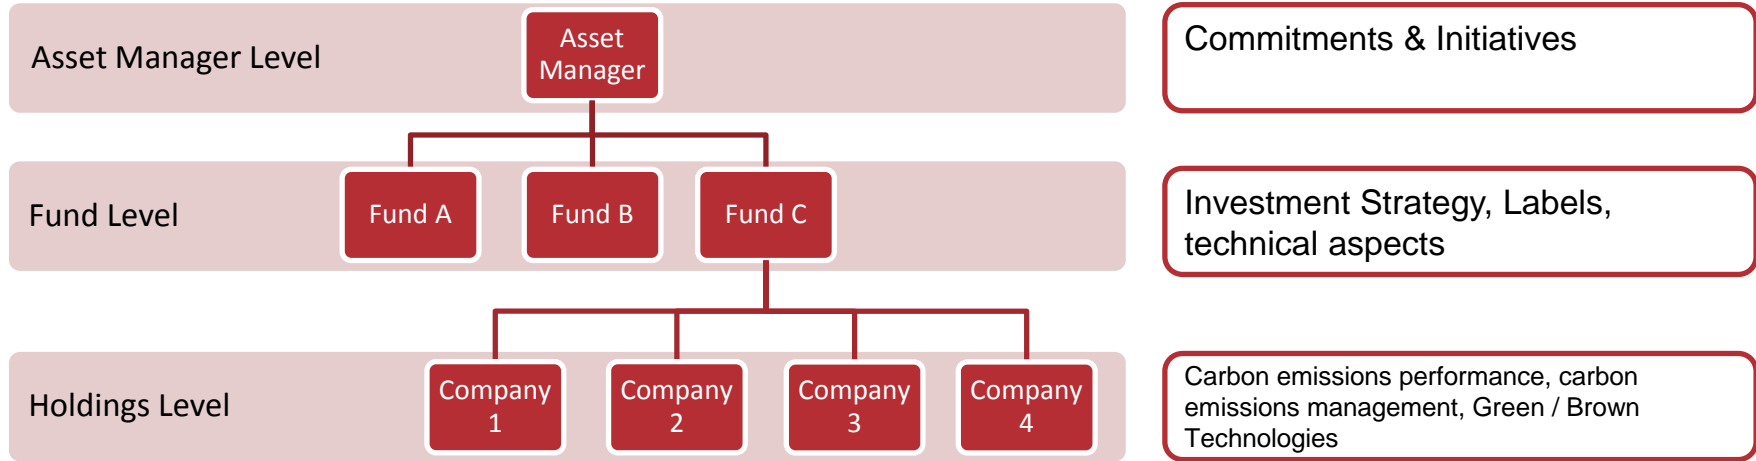 Asset Manager Level
Asset
Manager
Commitments & Initiatives
Fund Level
Fund A
Fund B
Fund C
Investment Strategy, Labels,
technical aspects
Holdings Level
Company
1
Company
2
Company
3
Company
4
Carbon emissions performance, carbon
emissions management, Green / Brown
Technologies